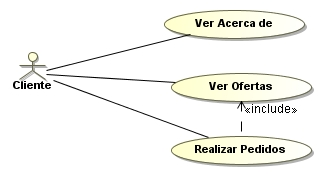 Ver Acerca de
Cliente
Ver Ofertas
«include»
Realizar Pedidos